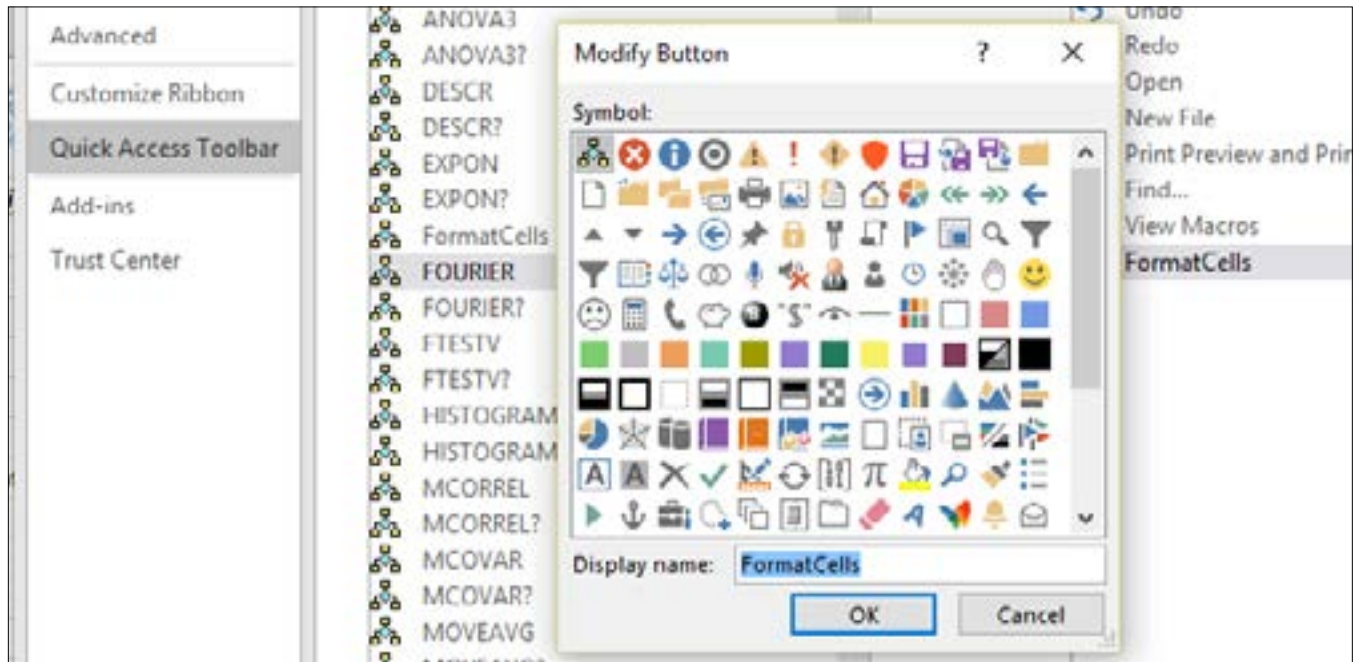 Advanced
Customize Ribbon
Quick Access Toolbar
Add-ins
Trust Center
ANOVA3
ANOVA3?
DESCR
DESCR?
EXPON
EXPON?
FormatCells
FOURIER
FOURIER?
FTESTV
FTESTV?
HISTOGRAM
HISTOGRAM
MCORREL
MCORREL?
MCOVAR
MCOVAR?
MOVEAVG
Modify Button ? ×
Symbol:
Display name: FormatCells
OK Cancel
Undo
Redo
Open
New File
Print Preview and Prin
Find...
View Macros
FormatCells